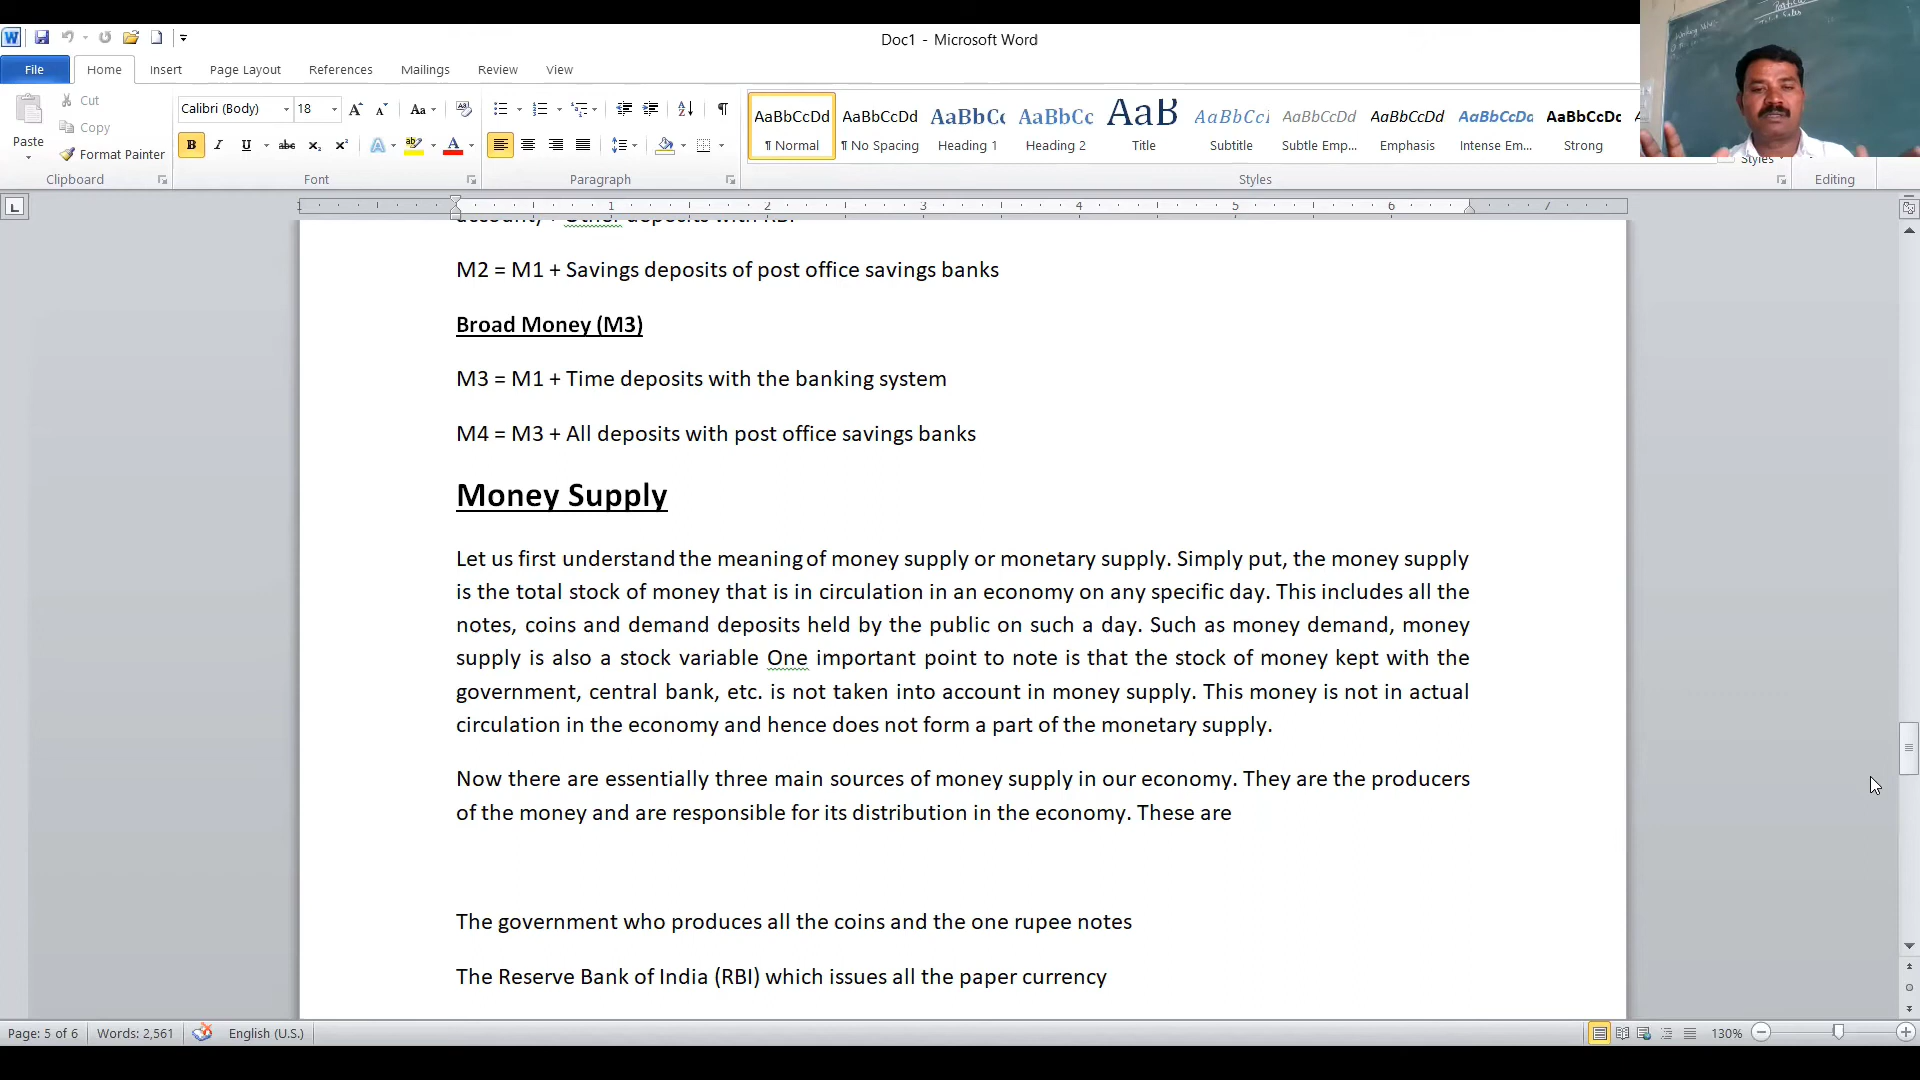 Doc1 - Microsoft Word
File Home Insert Page Layout References Mailings Review View
Paste
Cut
Copy
Format Painter
Clipboard
Calibri (Body) 18
Font
Paragraph
AaBbCcDd AaBbCcDd AaBbCc AaBbCc AaB AaBbCcI AaBbCcDd AaBbCcDd AaBbCcDd AaBbCcDc
¶ Normal ¶ No Spacing Heading 1 Heading 2 Title Subtitle Subtle Emp... Emphasis Intense Em... Strong
Styles
Styles
Editing
1 1 2 3 4 5 6 7
M2 = M1 + Savings deposits of post office savings banks
Broad Money (M3)
M3 = M1 + Time deposits with the banking system
M4 = M3 + All deposits with post office savings banks
Money Supply
Let us first understand the meaning of money supply or monetary supply. Simply put, the money supply
is the total stock of money that is in circulation in an economy on any specific day. This includes all the
notes, coins and demand deposits held by the public on such a day. Such as money demand, money
supply is also a stock variable One important point to note is that the stock of money kept with the
government, central bank, etc. is not taken into account in money supply. This money is not in actual
circulation in the economy and hence does not form a part of the monetary supply.
Now there are essentially three main sources of money supply in our economy. They are the producers
of the money and are responsible for its distribution in the economy. These are
The government who produces all the coins and the one rupee notes
The Reserve Bank of India (RBI) which issues all the paper currency
Page: 5 of 6 Words: 2,561 English (U.S.) 130%